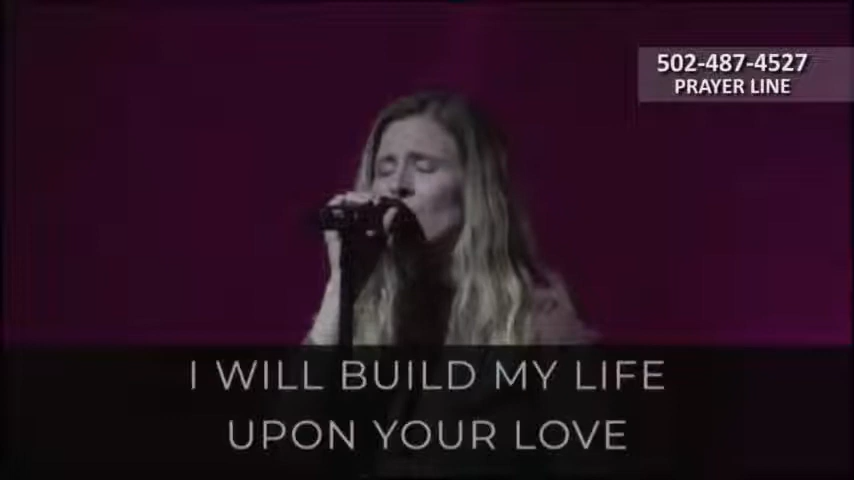 502-487-4527
PRAYER LINE
I WILL BUILD MY LIFE
UPON YOUR LOVE